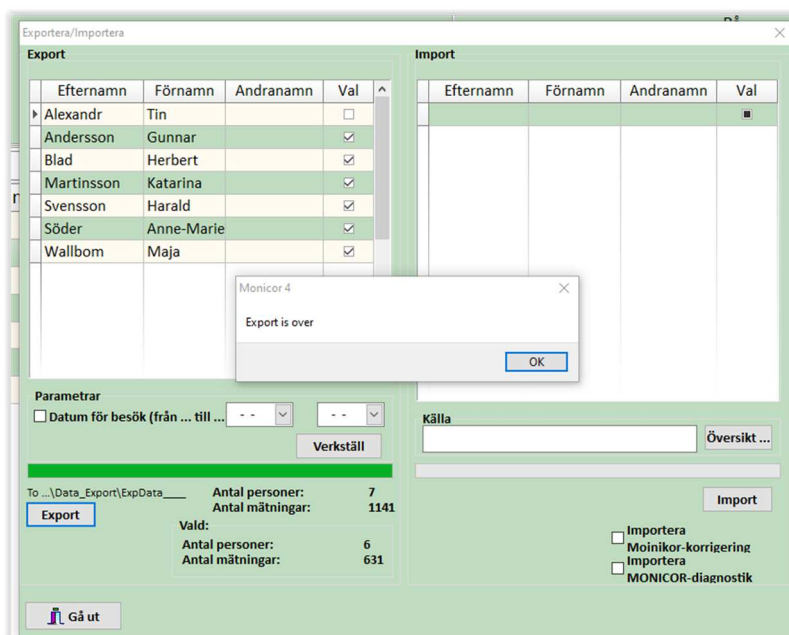 Exportera/Importera
Export
Efternamn Förnamn Andranamn Val
Alexandr Tin
Andersson Gunnar
Blad Herbert
Martinsson Katarina
Svensson Harald
Söder Anne-Marie
Wallbom Maja
Import
Efternamn Förnamn Andranamn Val
Monicor 4
Export is over
OK
Parametrar
Datum för besök (från ... till ... - - - -
Verkställ
To ...\Data_Export\ExpData____
Export
Antal personer: 7
Antal mätningar: 1141
Vald:
Antal personer: 6
Antal mätningar: 631
Källa
Översikt ...
Import
Importera
Moinikor-korrigering
Importera
MONICOR-diagnostik
Gå ut